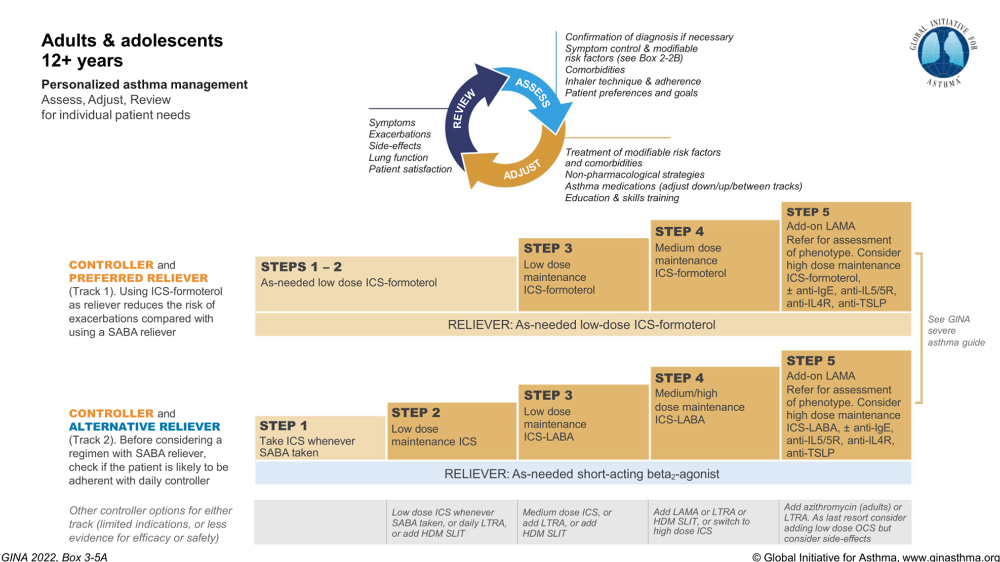 Adults & adolescents
12+ years
Personalized asthma management
Assess, Adjust, Review
for individual patient needs
Confirmation of diagnosis if necessary
Symptom control & modifiable
risk factors (see Box 2-2B)
Comorbidities
Inhaler technique & adherence
Patient preferences and goals
GLOBAL INITIATIVE FOR
ASTHMA
REVIEW
ASSESS
ADJUST
Symptoms
Exacerbations
Side-effects
Lung function
Patient satisfaction
Treatment of modifiable risk factors
and comorbidities
Non-pharmacological strategies
Asthma medications (adjust down/up/between tracks)
Education & skills training
CONTROLLER and
PREFERRED RELIEVER
(Track 1). Using ICS-formoterol
as reliever reduces the risk of
exacerbations compared with
using a SABA reliever
STEPS 1 – 2
As-needed low dose ICS-formoterol
STEP 3
Low dose
maintenance
ICS-formoterol
STEP 4
Medium dose
maintenance
ICS-formoterol
STEP 5
Add-on LAMA
Refer for assessment
of phenotype. Consider
high dose maintenance
ICS-formoterol,
± anti-IgE, anti-IL5/5R,
anti-IL4R, anti-TSLP
RELIEVER: As-needed low-dose ICS-formoterol
See GINA
severe
asthma guide
CONTROLLER and
ALTERNATIVE RELIEVER
(Track 2). Before considering a
regimen with SABA reliever,
check if the patient is likely to be
adherent with daily controller
STEP 1
Take ICS whenever
SABA taken
STEP 2
Low dose
maintenance ICS
STEP 3
Low dose
maintenance
ICS-LABA
STEP 4
Medium/high
dose maintenance
ICS-LABA
STEP 5
Add-on LAMA
Refer for assessment
of phenotype. Consider
high dose maintenance
ICS-LABA, ± anti-IgE,
anti-IL5/5R, anti-IL4R,
anti-TSLP
RELIEVER: As-needed short-acting beta₂-agonist
Other controller options for either
track (limited indications, or less
evidence for efficacy or safety)
Low dose ICS whenever
SABA taken, or daily LTRA,
or add HDM SLIT
Medium dose ICS, or
add LTRA, or add
HDM SLIT
Add LAMA or LTRA or
HDM SLIT, or switch to
high dose ICS
Add azithromycin (adults) or
LTRA. As last resort consider
adding low dose OCS but
consider side-effects
GINA 2022, Box 3-5A
© Global Initiative for Asthma, www.ginasthma.org